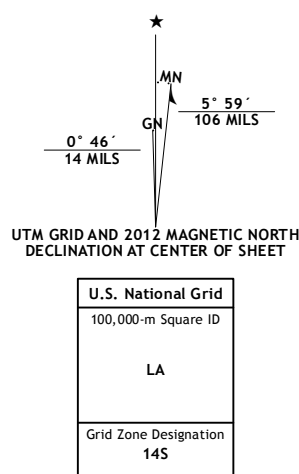 ★
MN
GN
5° 59´
106 MILS
0° 46´
14 MILS
UTM GRID AND 2012 MAGNETIC NORTH
DECLINATION AT CENTER OF SHEET
U.S. National Grid
100,000-m Square ID
LA
Grid Zone Designation
14S